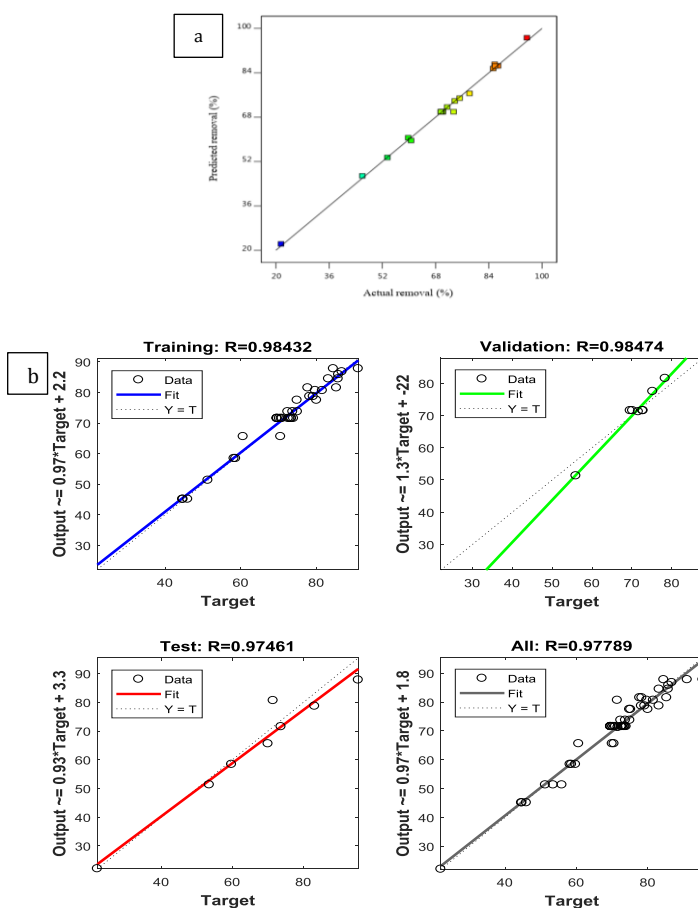 a
100
84
68
52
36
20
Predicted removal (%)
20 36 52 68 84 100
Actual removal (%)
b
Training: R=0.98432
Output ~= 0.97*Target + 2.2
90
80
70
60
50
40
30
Data
Fit
Y = T
40 60 80
Target
Validation: R=0.98474
Output ~= 1.3*Target + -22
80
70
60
50
40
30
Data
Fit
Y = T
30 40 50 60 70 80
Target
Test: R=0.97461
Output ~= 0.93*Target + 3.3
90
80
70
60
50
40
30
Data
Fit
Y = T
40 60 80
Target
All: R=0.97789
Output ~= 0.97*Target + 1.8
90
80
70
60
50
40
30
Data
Fit
Y = T
40 60 80
Target